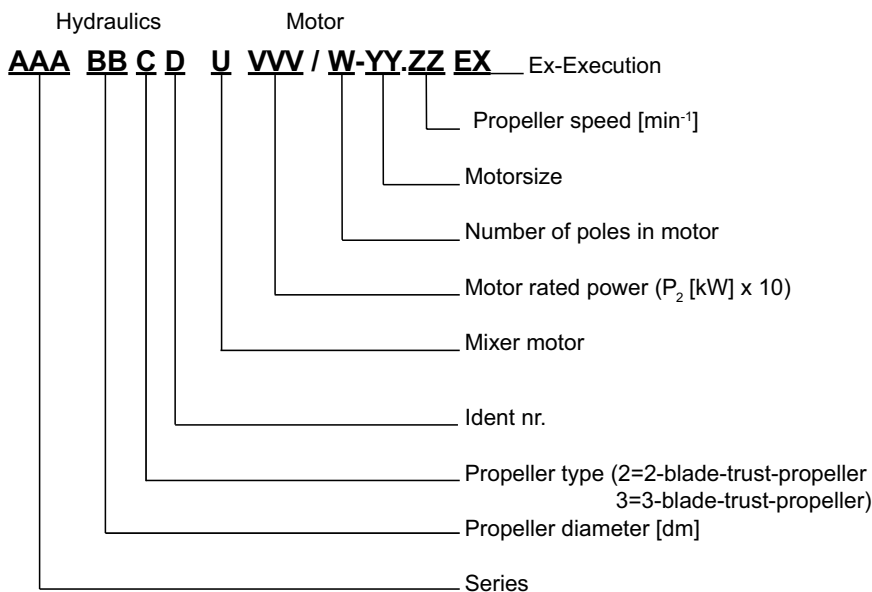 Hydraulics Motor
AAA BB C D U VVV / W-YY.ZZ EX Ex-Execution
Propeller speed [min-1]
Motorsize
Number of poles in motor
Motor rated power (P2 [kW] x 10)
Mixer motor
Ident nr.
Propeller type (2=2-blade-trust-propeller
3=3-blade-trust-propeller)
Propeller diameter [dm]
Series